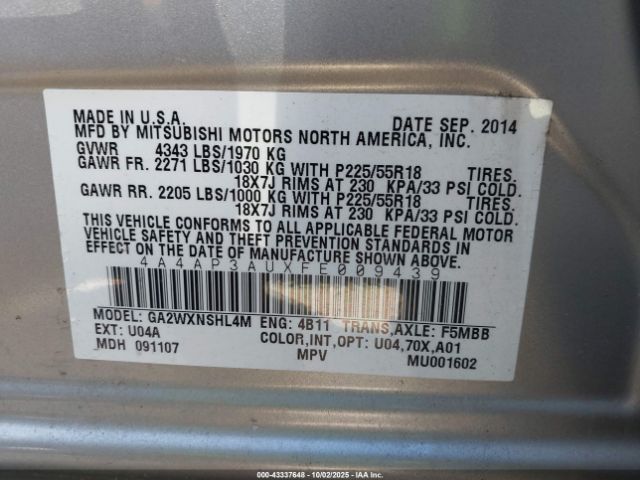 MADE IN U.S.A. DATE SEP. 2014
MFD BY MITSUBISHI MOTORS NORTH AMERICA, INC.
GVWR 4343 LBS/1970 KG
GAWR FR. 2271 LBS/1030 KG WITH P225/55R18 TIRES.
18X7J RIMS AT 230 KPA/33 PSI COLD.
GAWR RR. 2205 LBS/1000 KG WITH P225/55R18 TIRES.
18X7J RIMS AT 230 KPA/33 PSI COLD.
THIS VEHICLE CONFORMS TO ALL APPLICABLE FEDERAL MOTOR
VEHICLE SAFETY AND THEFT PREVENTION STANDARDS IN
EFFECT ON THE DATE OF MANUFACTURE SHOWN ABOVE.
4A4AP3AUXFE009439
MODEL: GA2WXNSHL4M ENG: 4B11 TRANS,AXLE: F5MBB
EXT: U04A COLOR,INT,OPT: U04,70X,A01
MDH 091107 MPV MU001602
000-43337648 - 10/02/2025 - IAA Inc.